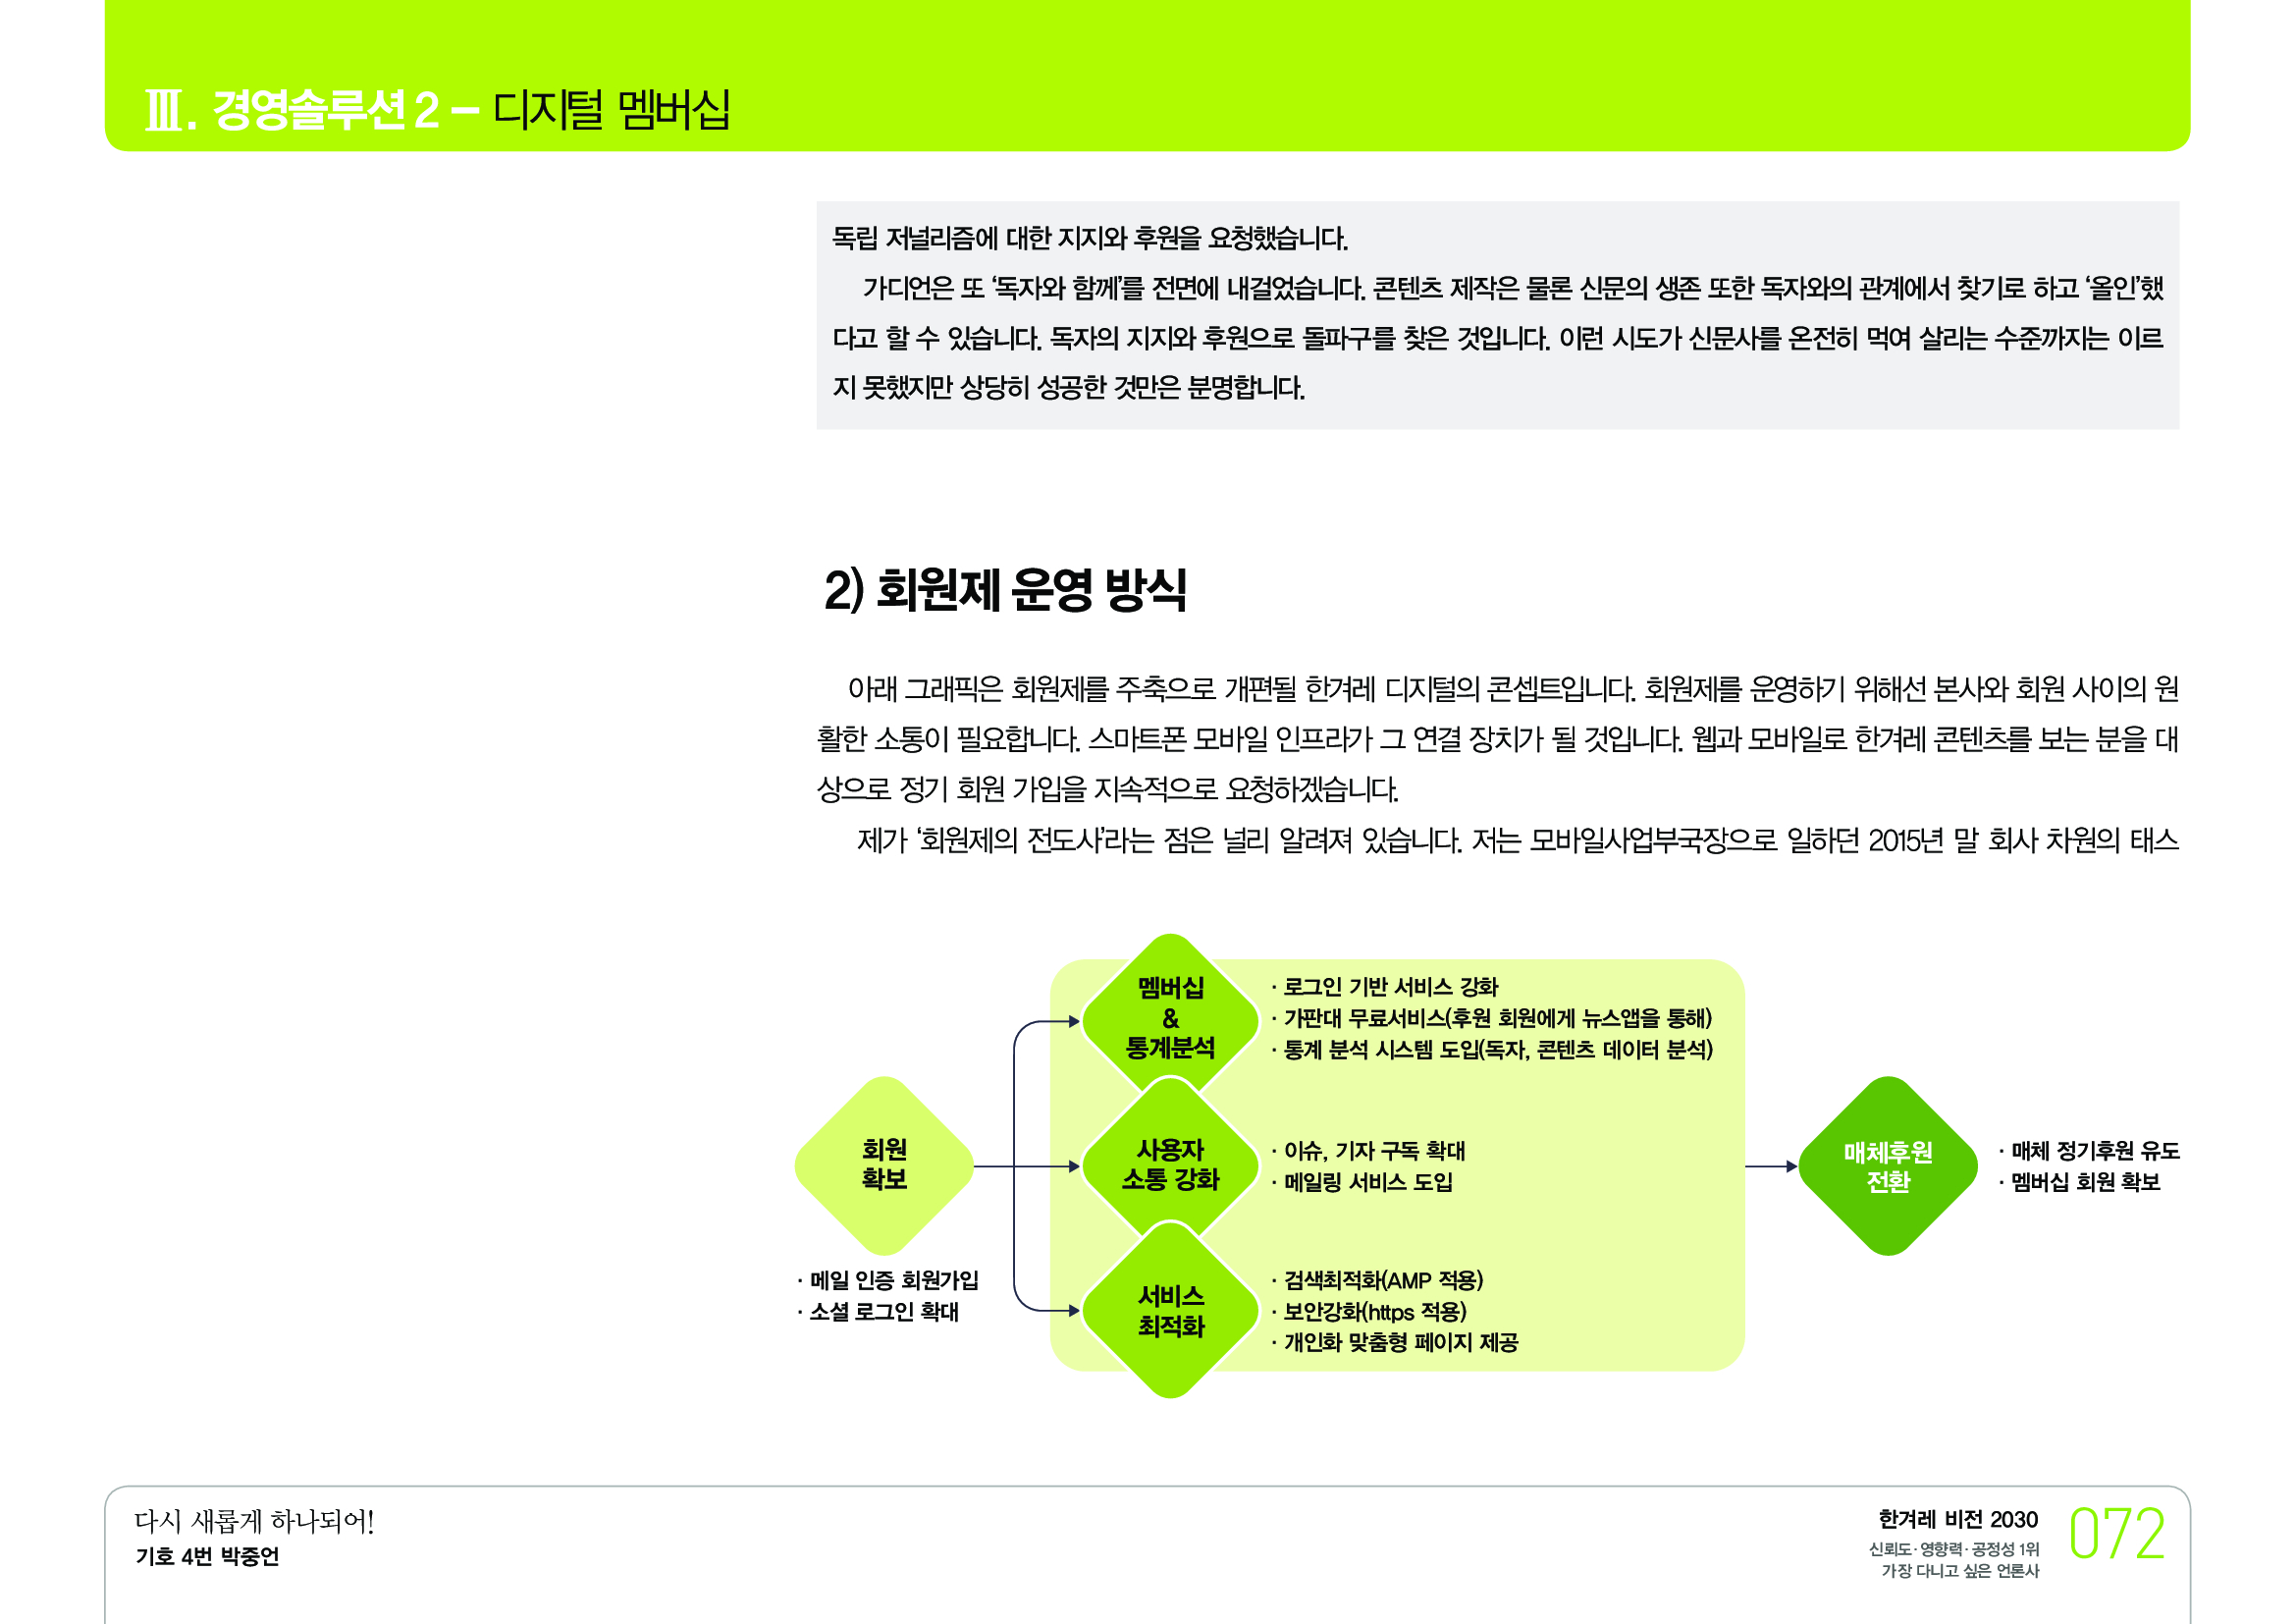 Ⅲ. 경영솔루션 2 – 디지털 멤버십
독립 저널리즘에 대한 지지와 후원을 요청했습니다.
가디언은 또 ‘독자와 함께’를 전면에 내걸었습니다. 콘텐츠 제작은 물론 신문의 생존 또한 독자와의 관계에서 찾기로 하고 ‘올인’했
다고 할 수 있습니다. 독자의 지지와 후원으로 돌파구를 찾은 것입니다. 이런 시도가 신문사를 온전히 먹여 살리는 수준까지는 이르
지 못했지만 상당히 성공한 것만은 분명합니다.
2) 회원제 운영 방식
아래 그래픽은 회원제를 주축으로 개편될 한겨레 디지털의 콘셉트입니다. 회원제를 운영하기 위해선 본사와 회원 사이의 원
활한 소통이 필요합니다. 스마트폰 모바일 인프라가 그 연결 장치가 될 것입니다. 웹과 모바일로 한겨레 콘텐츠를 보는 분을 대
상으로 정기 회원 가입을 지속적으로 요청하겠습니다.
제가 ‘회원제의 전도사’라는 점은 널리 알려져 있습니다. 저는 모바일사업부국장으로 일하던 2015년 말 회사 차원의 태스
회원
확보
· 메일 인증 회원가입
· 소셜 로그인 확대
멤버십
&
통계분석
· 로그인 기반 서비스 강화
· 가판대 무료서비스(후원 회원에게 뉴스앱을 통해)
· 통계 분석 시스템 도입(독자, 콘텐츠 데이터 분석)
사용자
소통 강화
· 이슈, 기자 구독 확대
· 메일링 서비스 도입
서비스
최적화
· 검색최적화(AMP 적용)
· 보안강화(https 적용)
· 개인화 맞춤형 페이지 제공
매체후원
전환
· 매체 정기후원 유도
· 멤버십 회원 확보
다시 새롭게 하나되어!
기호 4번 박중언
한겨레 비전 2030
신뢰도·영향력·공정성 1위
가장 다니고 싶은 언론사
072